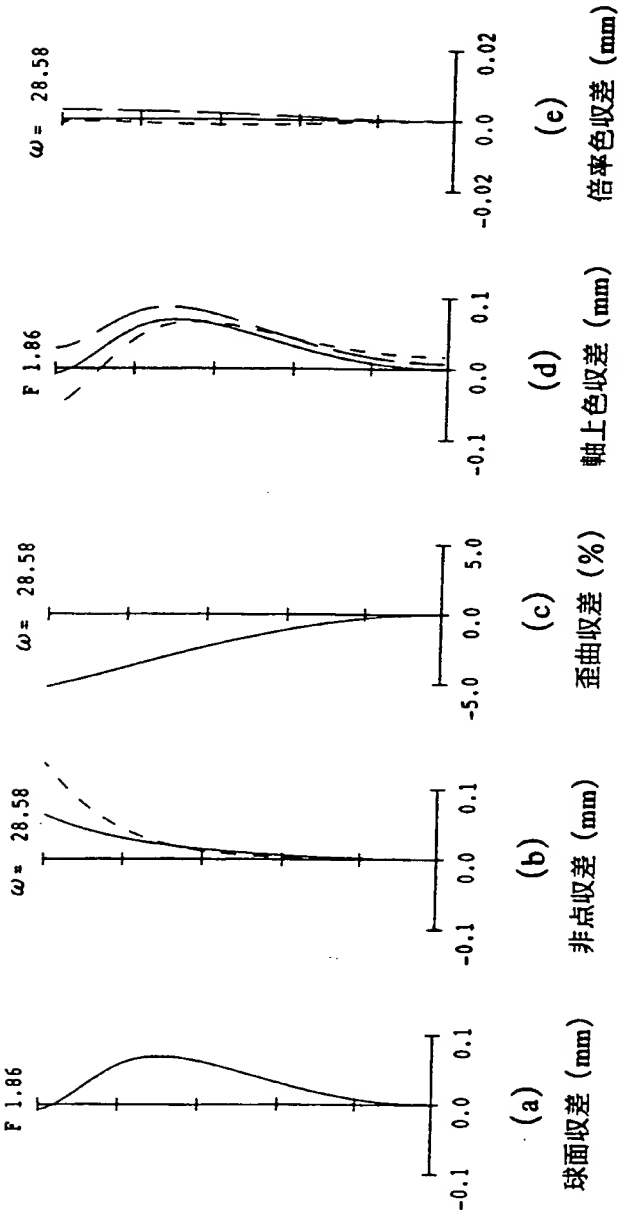 F 1.86
-0.1 0.0 0.1
(a)
球面収差 (mm)
ω= 28.58
-0.1 0.0 0.1
(b)
非点収差 (mm)
ω= 28.58
-5.0 0.0 5.0
(c)
歪曲収差 (%)
F 1.86
-0.1 0.0 0.1
(d)
軸上色収差 (mm)
ω= 28.58
-0.02 0.0 0.02
(e)
倍率色収差 (mm)